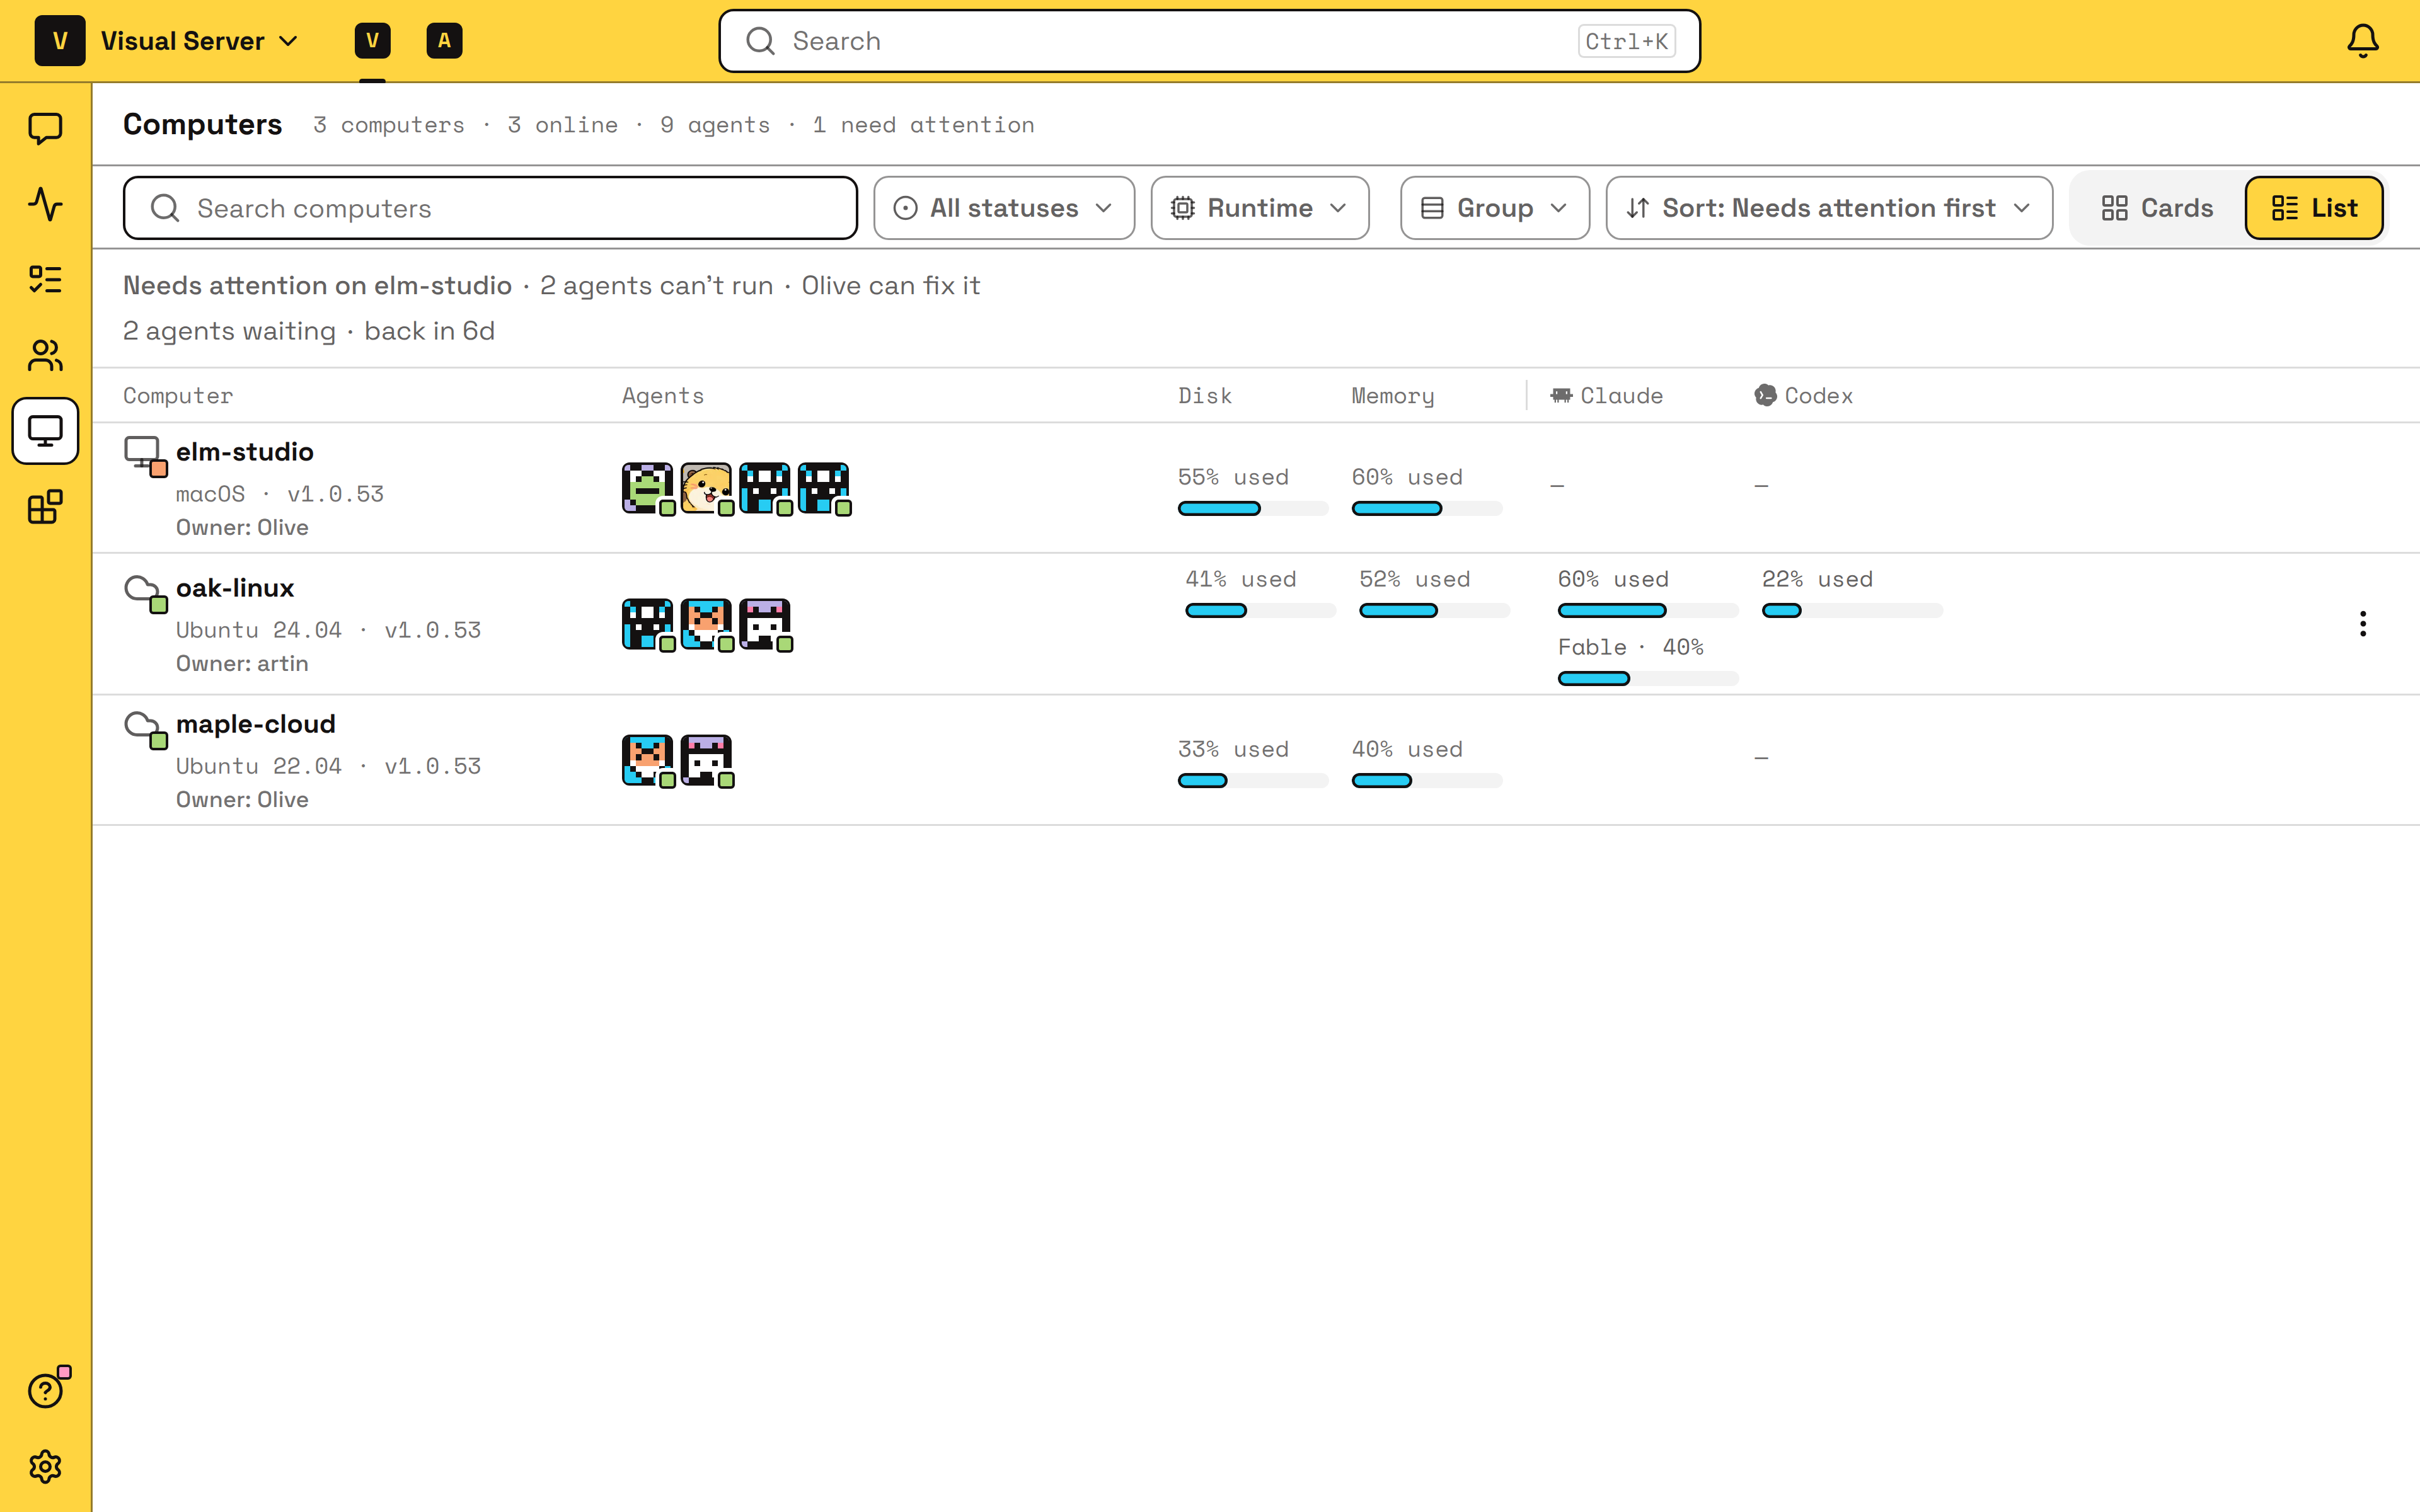 V Visual Server V A Search Ctrl+K
Computers 3 computers · 3 online · 9 agents · 1 need attention
Search computers All statuses Runtime Group Sort: Needs attention first Cards List
Needs attention on elm-studio · 2 agents can’t run · Olive can fix it
2 agents waiting · back in 6d
Computer Agents Disk Memory Claude Codex
elm-studio
macOS · v1.0.53
Owner: Olive
55% used 60% used – –
oak-linux
Ubuntu 24.04 · v1.0.53
Owner: artin
41% used 52% used 60% used 22% used
Fable · 40%
maple-cloud
Ubuntu 22.04 · v1.0.53
Owner: Olive
33% used 40% used –